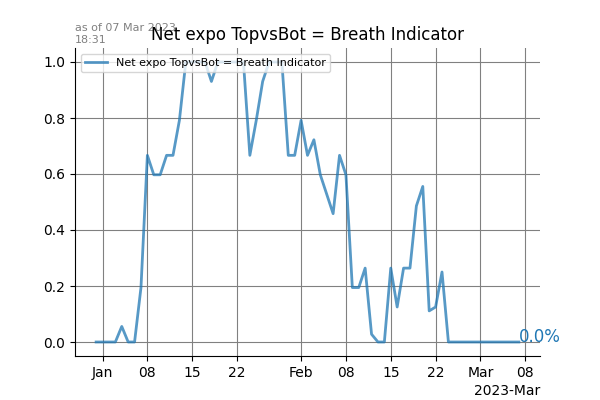 as of 07 Mar 2023
18:31
Net expo TopvsBot = Breath Indicator
Net expo TopvsBot = Breath Indicator
1.0
0.8
0.6
0.4
0.2
0.0
0.0%
Jan 08 15 22 Feb 08 15 22 Mar 08
2023-Mar